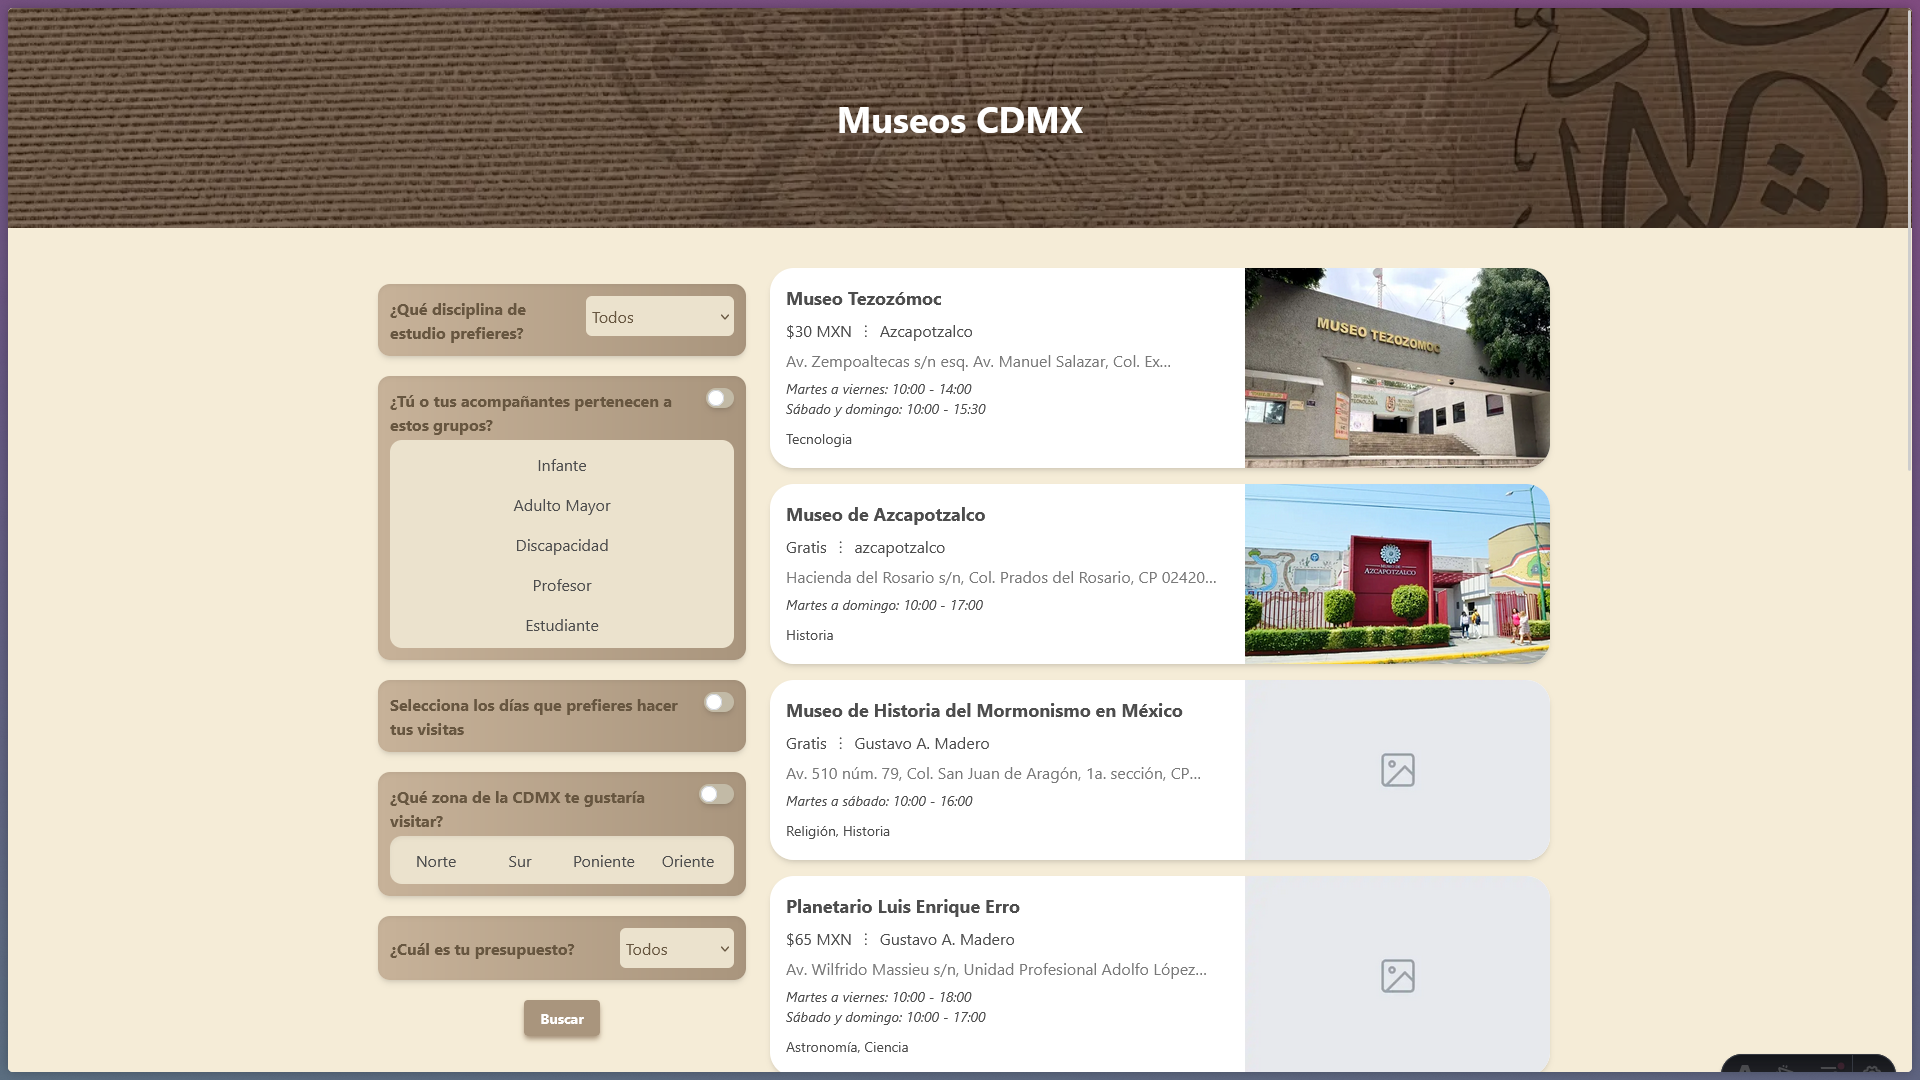 Museos CDMX
¿Qué disciplina de
estudio prefieres?
Todos
¿Tú o tus acompañantes pertenecen a
estos grupos?
Infante
Adulto Mayor
Discapacidad
Profesor
Estudiante
Selecciona los días que prefieres hacer
tus visitas
¿Qué zona de la CDMX te gustaría
visitar?
Norte Sur Poniente Oriente
¿Cuál es tu presupuesto?
Todos
Buscar
Museo Tezozómoc
$30 MXN ⋮ Azcapotzalco
Av. Zempoaltecas s/n esq. Av. Manuel Salazar, Col. Ex...
Martes a viernes: 10:00 - 14:00
Sábado y domingo: 10:00 - 15:30
Tecnologia
MUSEO TEZOZOMOC
Museo de Azcapotzalco
Gratis ⋮ azcapotzalco
Hacienda del Rosario s/n, Col. Prados del Rosario, CP 02420...
Martes a domingo: 10:00 - 17:00
Historia
MUSEO DE
AZCAPOTZALCO
Museo de Historia del Mormonismo en México
Gratis ⋮ Gustavo A. Madero
Av. 510 núm. 79, Col. San Juan de Aragón, 1a. sección, CP...
Martes a sábado: 10:00 - 16:00
Religión, Historia
Planetario Luis Enrique Erro
$65 MXN ⋮ Gustavo A. Madero
Av. Wilfrido Massieu s/n, Unidad Profesional Adolfo López...
Martes a viernes: 10:00 - 18:00
Sábado y domingo: 10:00 - 17:00
Astronomía, Ciencia